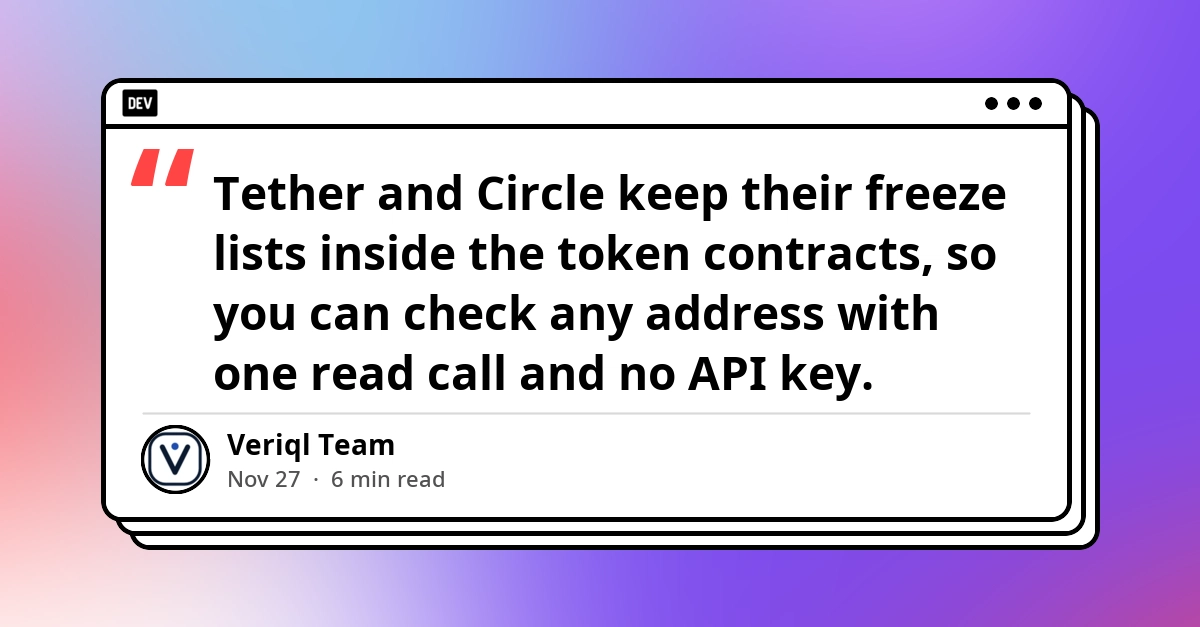 DEV
“
Tether and Circle keep their freeze
lists inside the token contracts, so
you can check any address with
one read call and no API key.
Veriql Team
Nov 27 · 6 min read